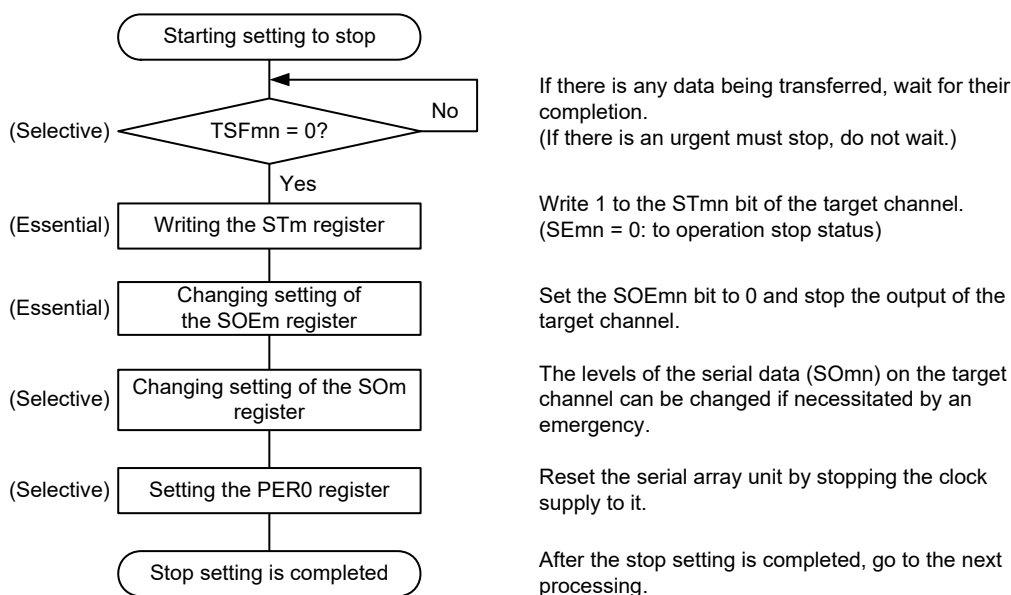 Starting setting to stop
If there is any data being transferred, wait for their
completion.
(If there is an urgent must stop, do not wait.)
No
(Selective)
TSFmn = 0?
Yes
(Essential)
Writing the STm register
Write 1 to the STmn bit of the target channel.
(SEmn = 0: to operation stop status)
(Essential)
Changing setting of
the SOEm register
Set the SOEmn bit to 0 and stop the output of the
target channel.
(Selective)
Changing setting of the SOm
register
The levels of the serial data (SOmn) on the target
channel can be changed if necessitated by an
emergency.
(Selective)
Setting the PER0 register
Reset the serial array unit by stopping the clock
supply to it.
Stop setting is completed
After the stop setting is completed, go to the next
processing.